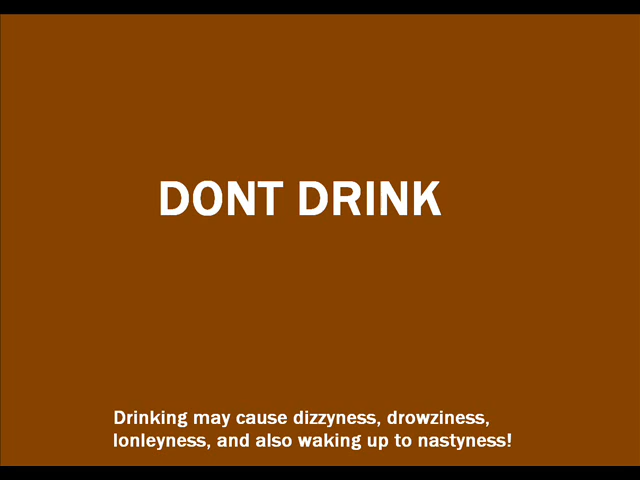 DONT DRINK
Drinking may cause dizzyness, drowziness,
lonleyness, and also waking up to nastyness!